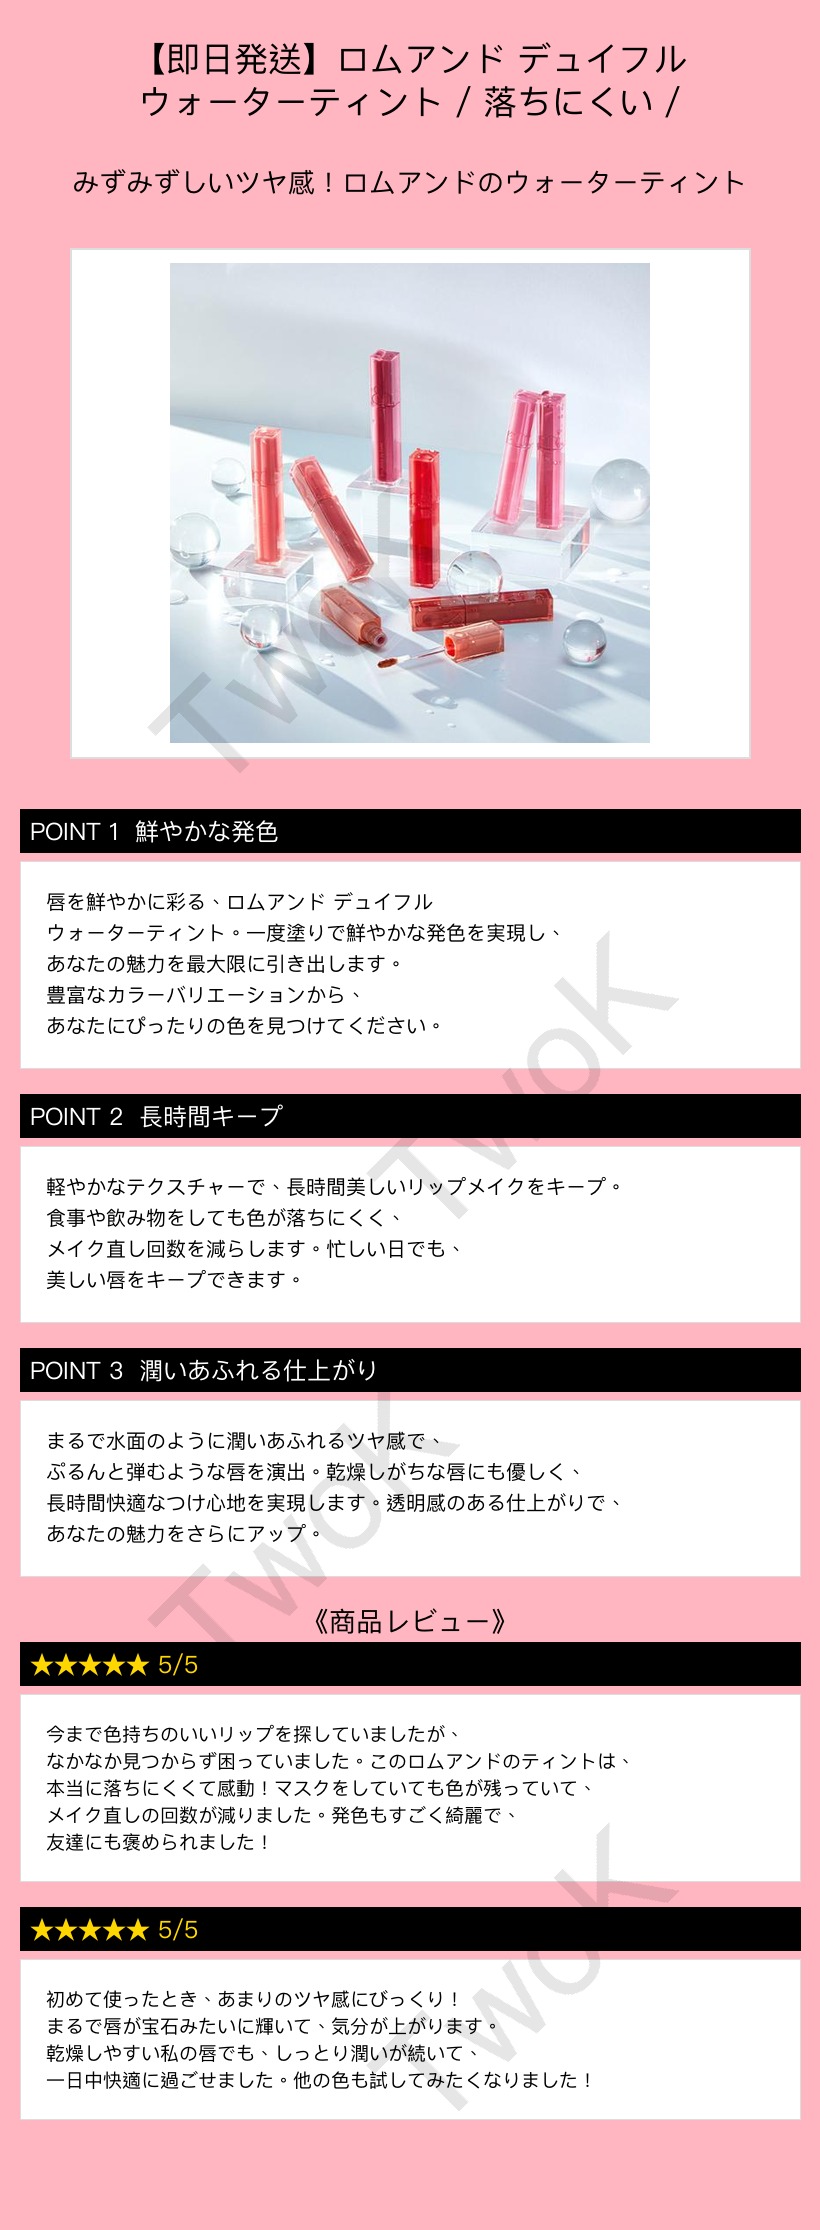 【即日発送】ロムアンド デュイフル
ウォーターティント / 落ちにくい /
みずみずしいツヤ感！ロムアンドのウォーターティント
POINT 1 鮮やかな発色
唇を鮮やかに彩る、ロムアンド デュイフル
ウォーターティント。一度塗りで鮮やかな発色を実現し、
あなたの魅力を最大限に引き出します。
豊富なカラーバリエーションから、
あなたにぴったりの色を見つけてください。
POINT 2 長時間キープ
軽やかなテクスチャーで、長時間美しいリップメイクをキープ。
食事や飲み物をしても色が落ちにくく、
メイク直し回数を減らします。忙しい日でも、
美しい唇をキープできます。
POINT 3 潤いあふれる仕上がり
まるで水面のように潤いあふれるツヤ感で、
ぷるんと弾むような唇を演出。乾燥しがちな唇にも優しく、
長時間快適なつけ心地を実現します。透明感のある仕上がりで、
あなたの魅力をさらにアップ。
《商品レビュー》
★★★★★ 5/5
今まで色持ちのいいリップを探していましたが、
なかなか見つからず困っていました。このロムアンドのティントは、
本当に落ちにくくて感動！マスクをしていても色が残っていて、
メイク直しの回数が減りました。発色もすごく綺麗で、
友達にも褒められました！
★★★★★ 5/5
初めて使ったとき、あまりのツヤ感にびっくり！
まるで唇が宝石みたいに輝いて、気分が上がります。
乾燥しやすい私の唇でも、しっとり潤いが続いて、
一日中快適に過ごせました。他の色も試してみたくなりました！
TwoK
TwoK
TwoK
TwoK